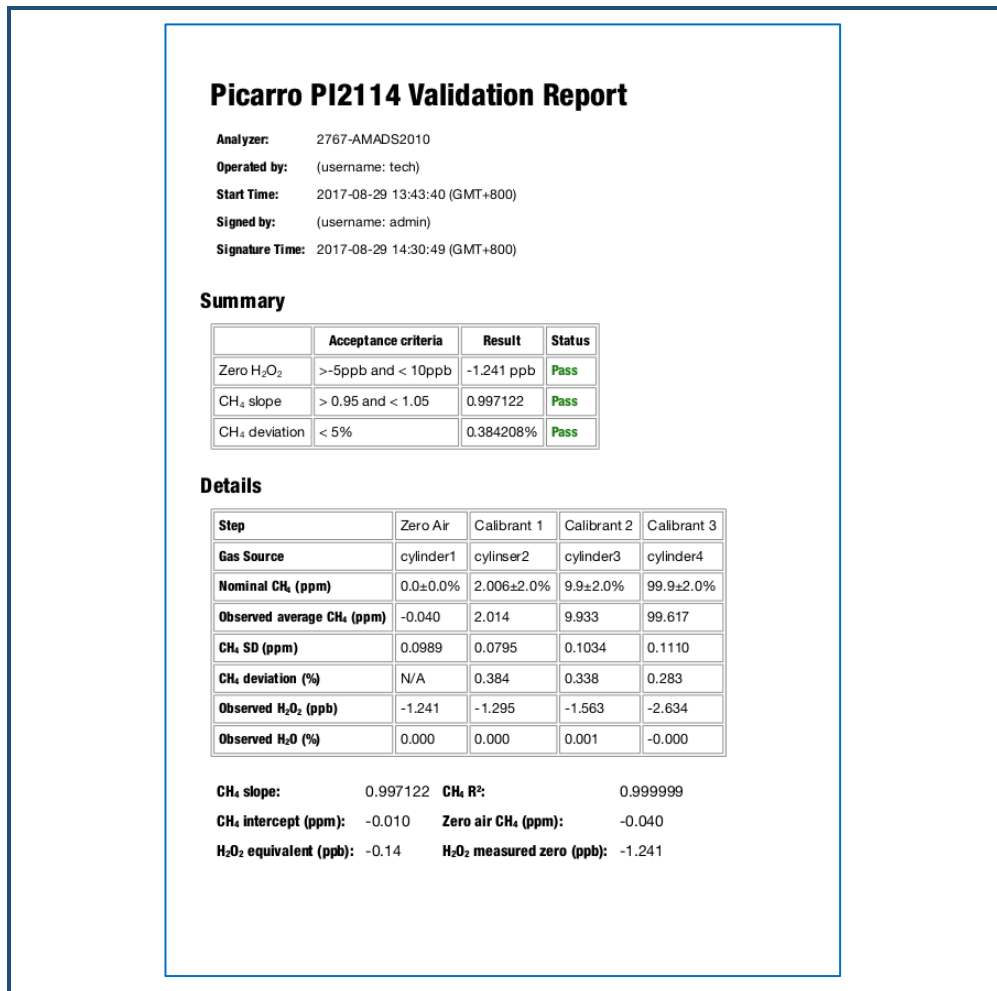 Picarro PI2114 Validation Report
Analyzer: 2767-AMADS2010
Operated by: (username: tech)
Start Time: 2017-08-29 13:43:40 (GMT+800)
Signed by: (username: admin)
Signature Time: 2017-08-29 14:30:49 (GMT+800)
Summary
Acceptance criteria Result Status
Zero H₂O₂ >-5ppb and < 10ppb -1.241 ppb Pass
CH₄ slope > 0.95 and < 1.05 0.997122 Pass
CH₄ deviation < 5% 0.384208% Pass
Details
Step Zero Air Calibrant 1 Calibrant 2 Calibrant 3
Gas Source cylinder1 cylinser2 cylinder3 cylinder4
Nominal CH₄ (ppm) 0.0±0.0% 2.006±2.0% 9.9±2.0% 99.9±2.0%
Observed average CH₄ (ppm) -0.040 2.014 9.933 99.617
CH₄ SD (ppm) 0.0989 0.0795 0.1034 0.1110
CH₄ deviation (%) N/A 0.384 0.338 0.283
Observed H₂O₂ (ppb) -1.241 -1.295 -1.563 -2.634
Observed H₂O (%) 0.000 0.000 0.001 -0.000
CH₄ slope: 0.997122 CH₄ R²: 0.999999
CH₄ intercept (ppm): -0.010 Zero air CH₄ (ppm): -0.040
H₂O₂ equivalent (ppb): -0.14 H₂O₂ measured zero (ppb): -1.241